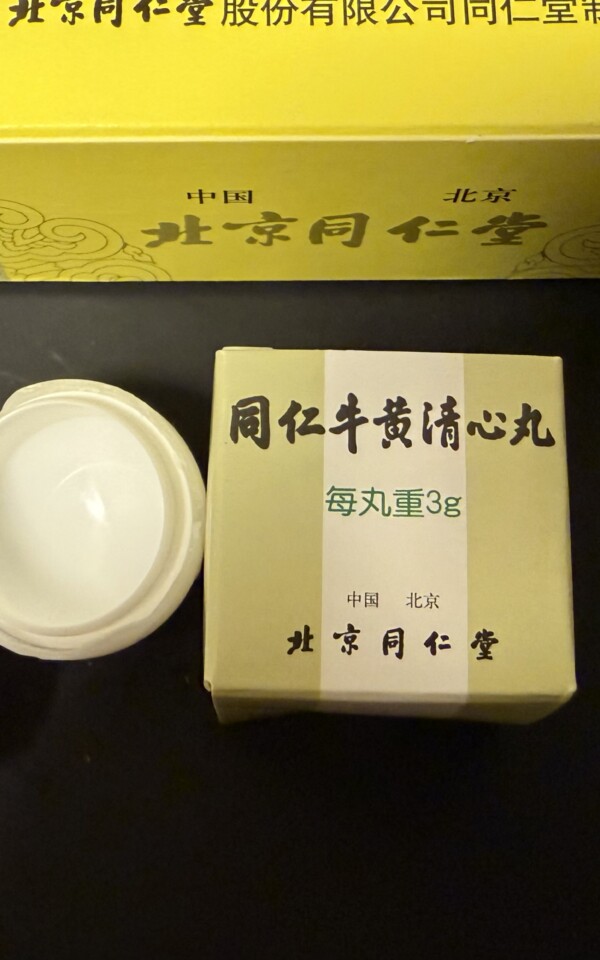 北京同仁堂股份有限公司同仁堂制
中国 北京
北京同仁堂
同仁牛黄清心丸
每丸重3g
中国 北京
北京同仁堂